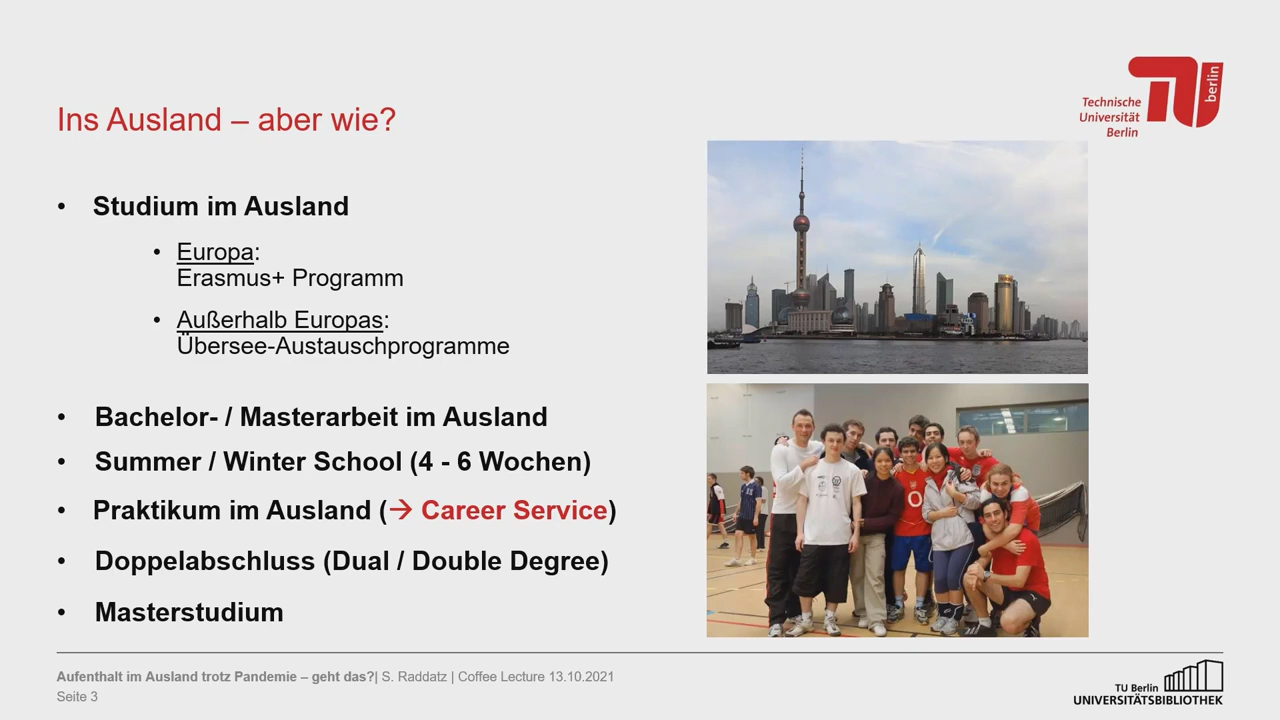 Technische
Universität
Berlin
berlin
Ins Ausland – aber wie?
• Studium im Ausland
• Europa:
Erasmus+ Programm
• Außerhalb Europas:
Übersee-Austauschprogramme
• Bachelor- / Masterarbeit im Ausland
• Summer / Winter School (4 - 6 Wochen)
• Praktikum im Ausland (→ Career Service)
• Doppelabschluss (Dual / Double Degree)
• Masterstudium
Aufenthalt im Ausland trotz Pandemie – geht das?| S. Raddatz | Coffee Lecture 13.10.2021
Seite 3
TU Berlin
UNIVERSITÄTSBIBLIOTHEK